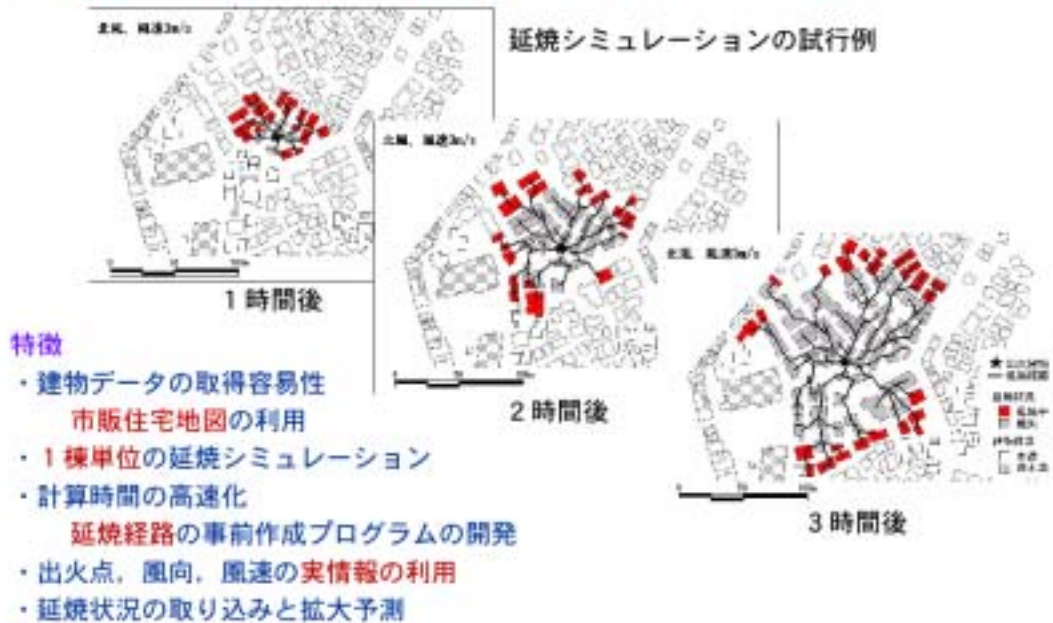 延焼シミュレーションの試行例
北風, 風速3m/s
北風, 風速3m/s
北風, 風速3m/s
1時間後
2時間後
3時間後
特徴
・建物データの取得容易性
市販住宅地図の利用
・1棟単位の延焼シミュレーション
・計算時間の高速化
延焼経路の事前作成プログラムの開発
・出火点, 風向, 風速の実情報の利用
・延焼状況の取り込みと拡大予測